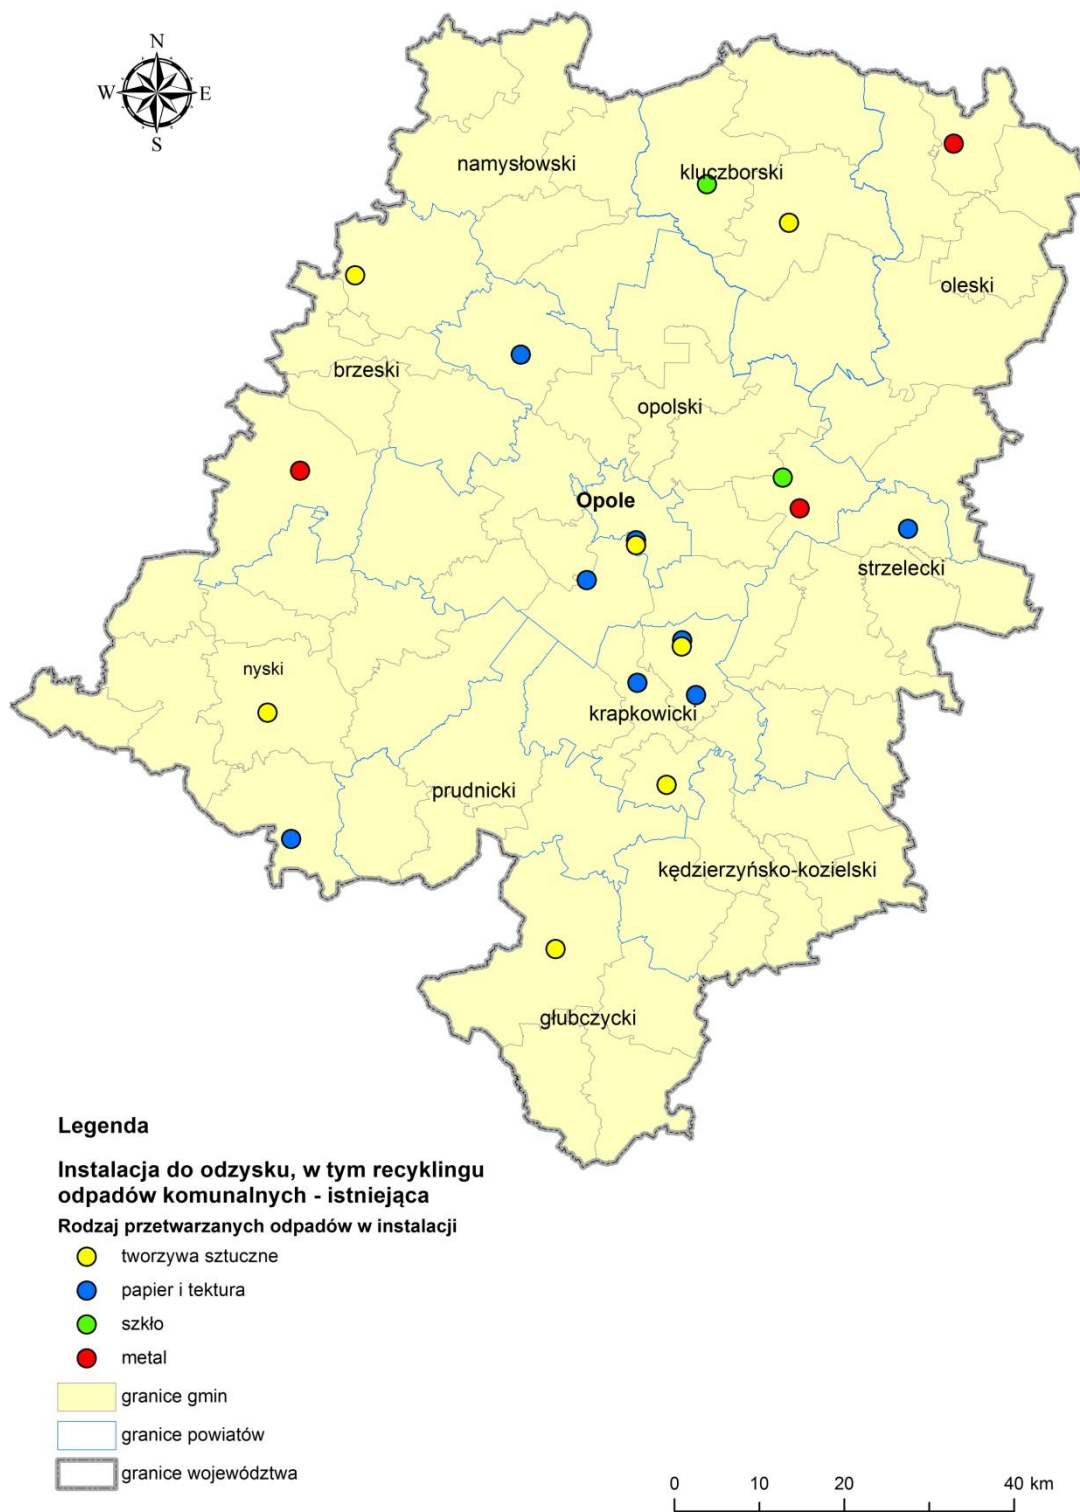 N
W E
S
namysłowski
kluczborski
oleski
brzeski
opolski
Opole
strzelecki
nyski
krapkowicki
prudnicki
kędzierzyńsko-kozielski
głubczycki
Legenda
Instalacja do odzysku, w tym recyklingu
odpadów komunalnych - istniejąca
Rodzaj przetwarzanych odpadów w instalacji
tworzywa sztuczne
papier i tektura
szkło
metal
granice gmin
granice powiatów
granice województwa
0 10 20 40 km